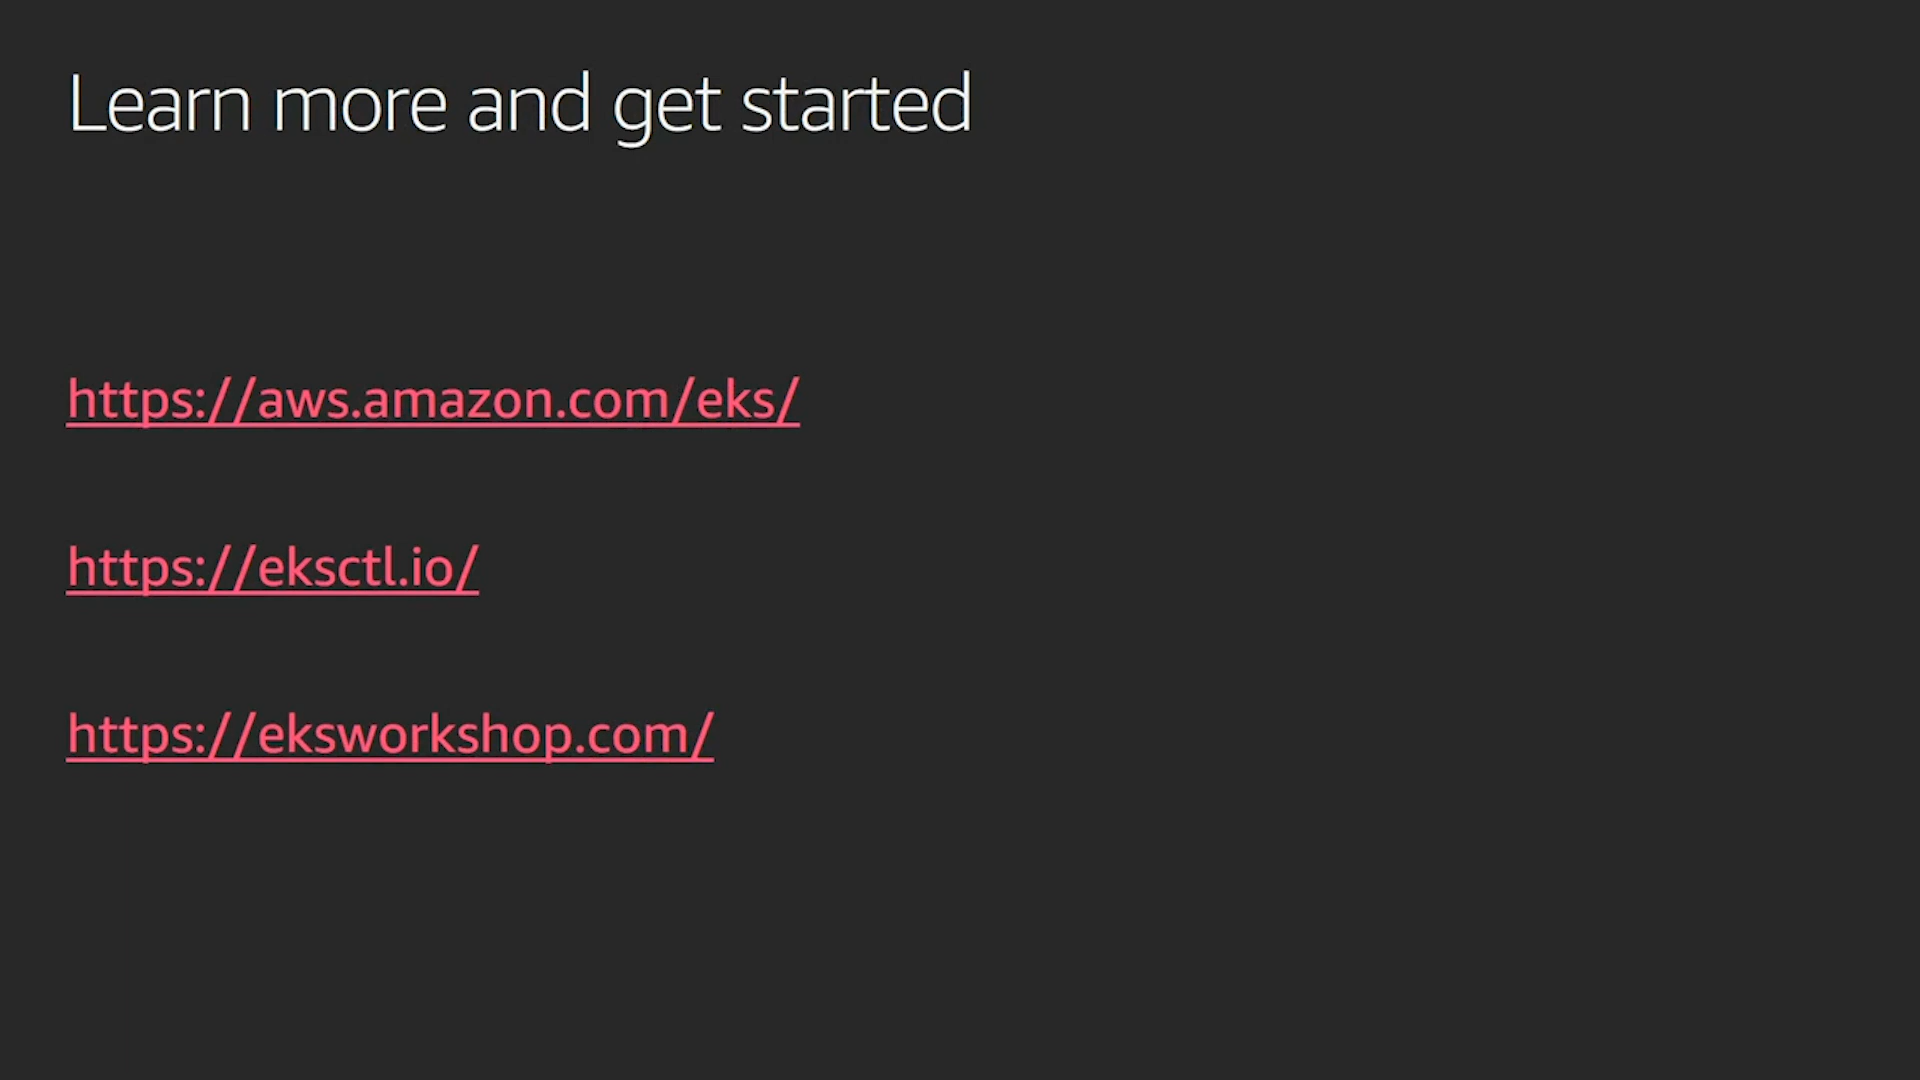 Learn more and get started
https://aws.amazon.com/eks/
https://eksctl.io/
https://eksworkshop.com/